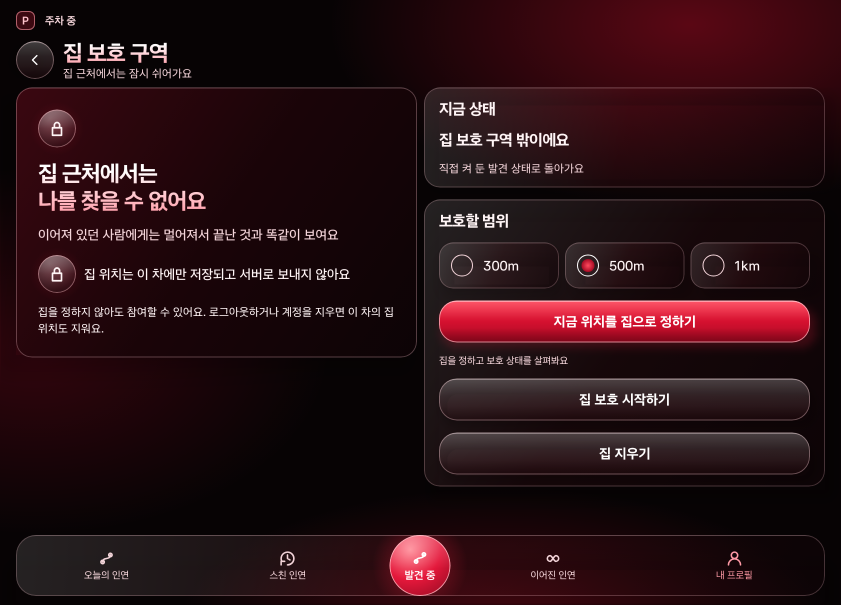 P 주차 중
집 보호 구역
집 근처에서는 잠시 쉬어가요
집 근처에서는
나를 찾을 수 없어요
이어져 있던 사람에게는 멀어져서 끝난 것과 똑같이 보여요
집 위치는 이 차에만 저장되고 서버로 보내지 않아요
집을 정하지 않아도 참여할 수 있어요. 로그아웃하거나 계정을 지우면 이 차의 집
위치도 지워요.
지금 상태
집 보호 구역 밖이에요
직접 켜 둔 발견 상태로 돌아가요
보호할 범위
300m 500m 1km
지금 위치를 집으로 정하기
집을 정하고 보호 상태를 살펴봐요
집 보호 시작하기
집 지우기
오늘의 인연 스친 인연 발견 중 이어진 인연 내 프로필